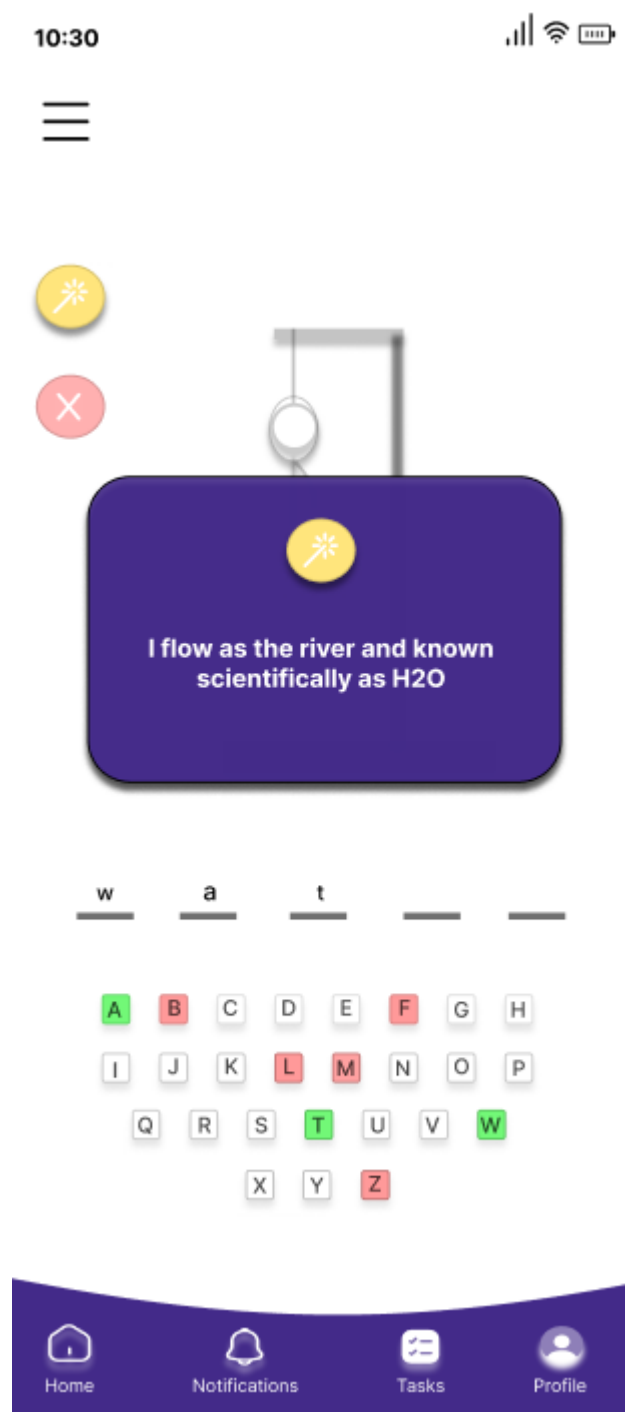 10:30
I flow as the river and known
scientifically as H2O
w a t
A B C D E F G H
I J K L M N O P
Q R S T U V W
X Y Z
Home Notifications Tasks Profile